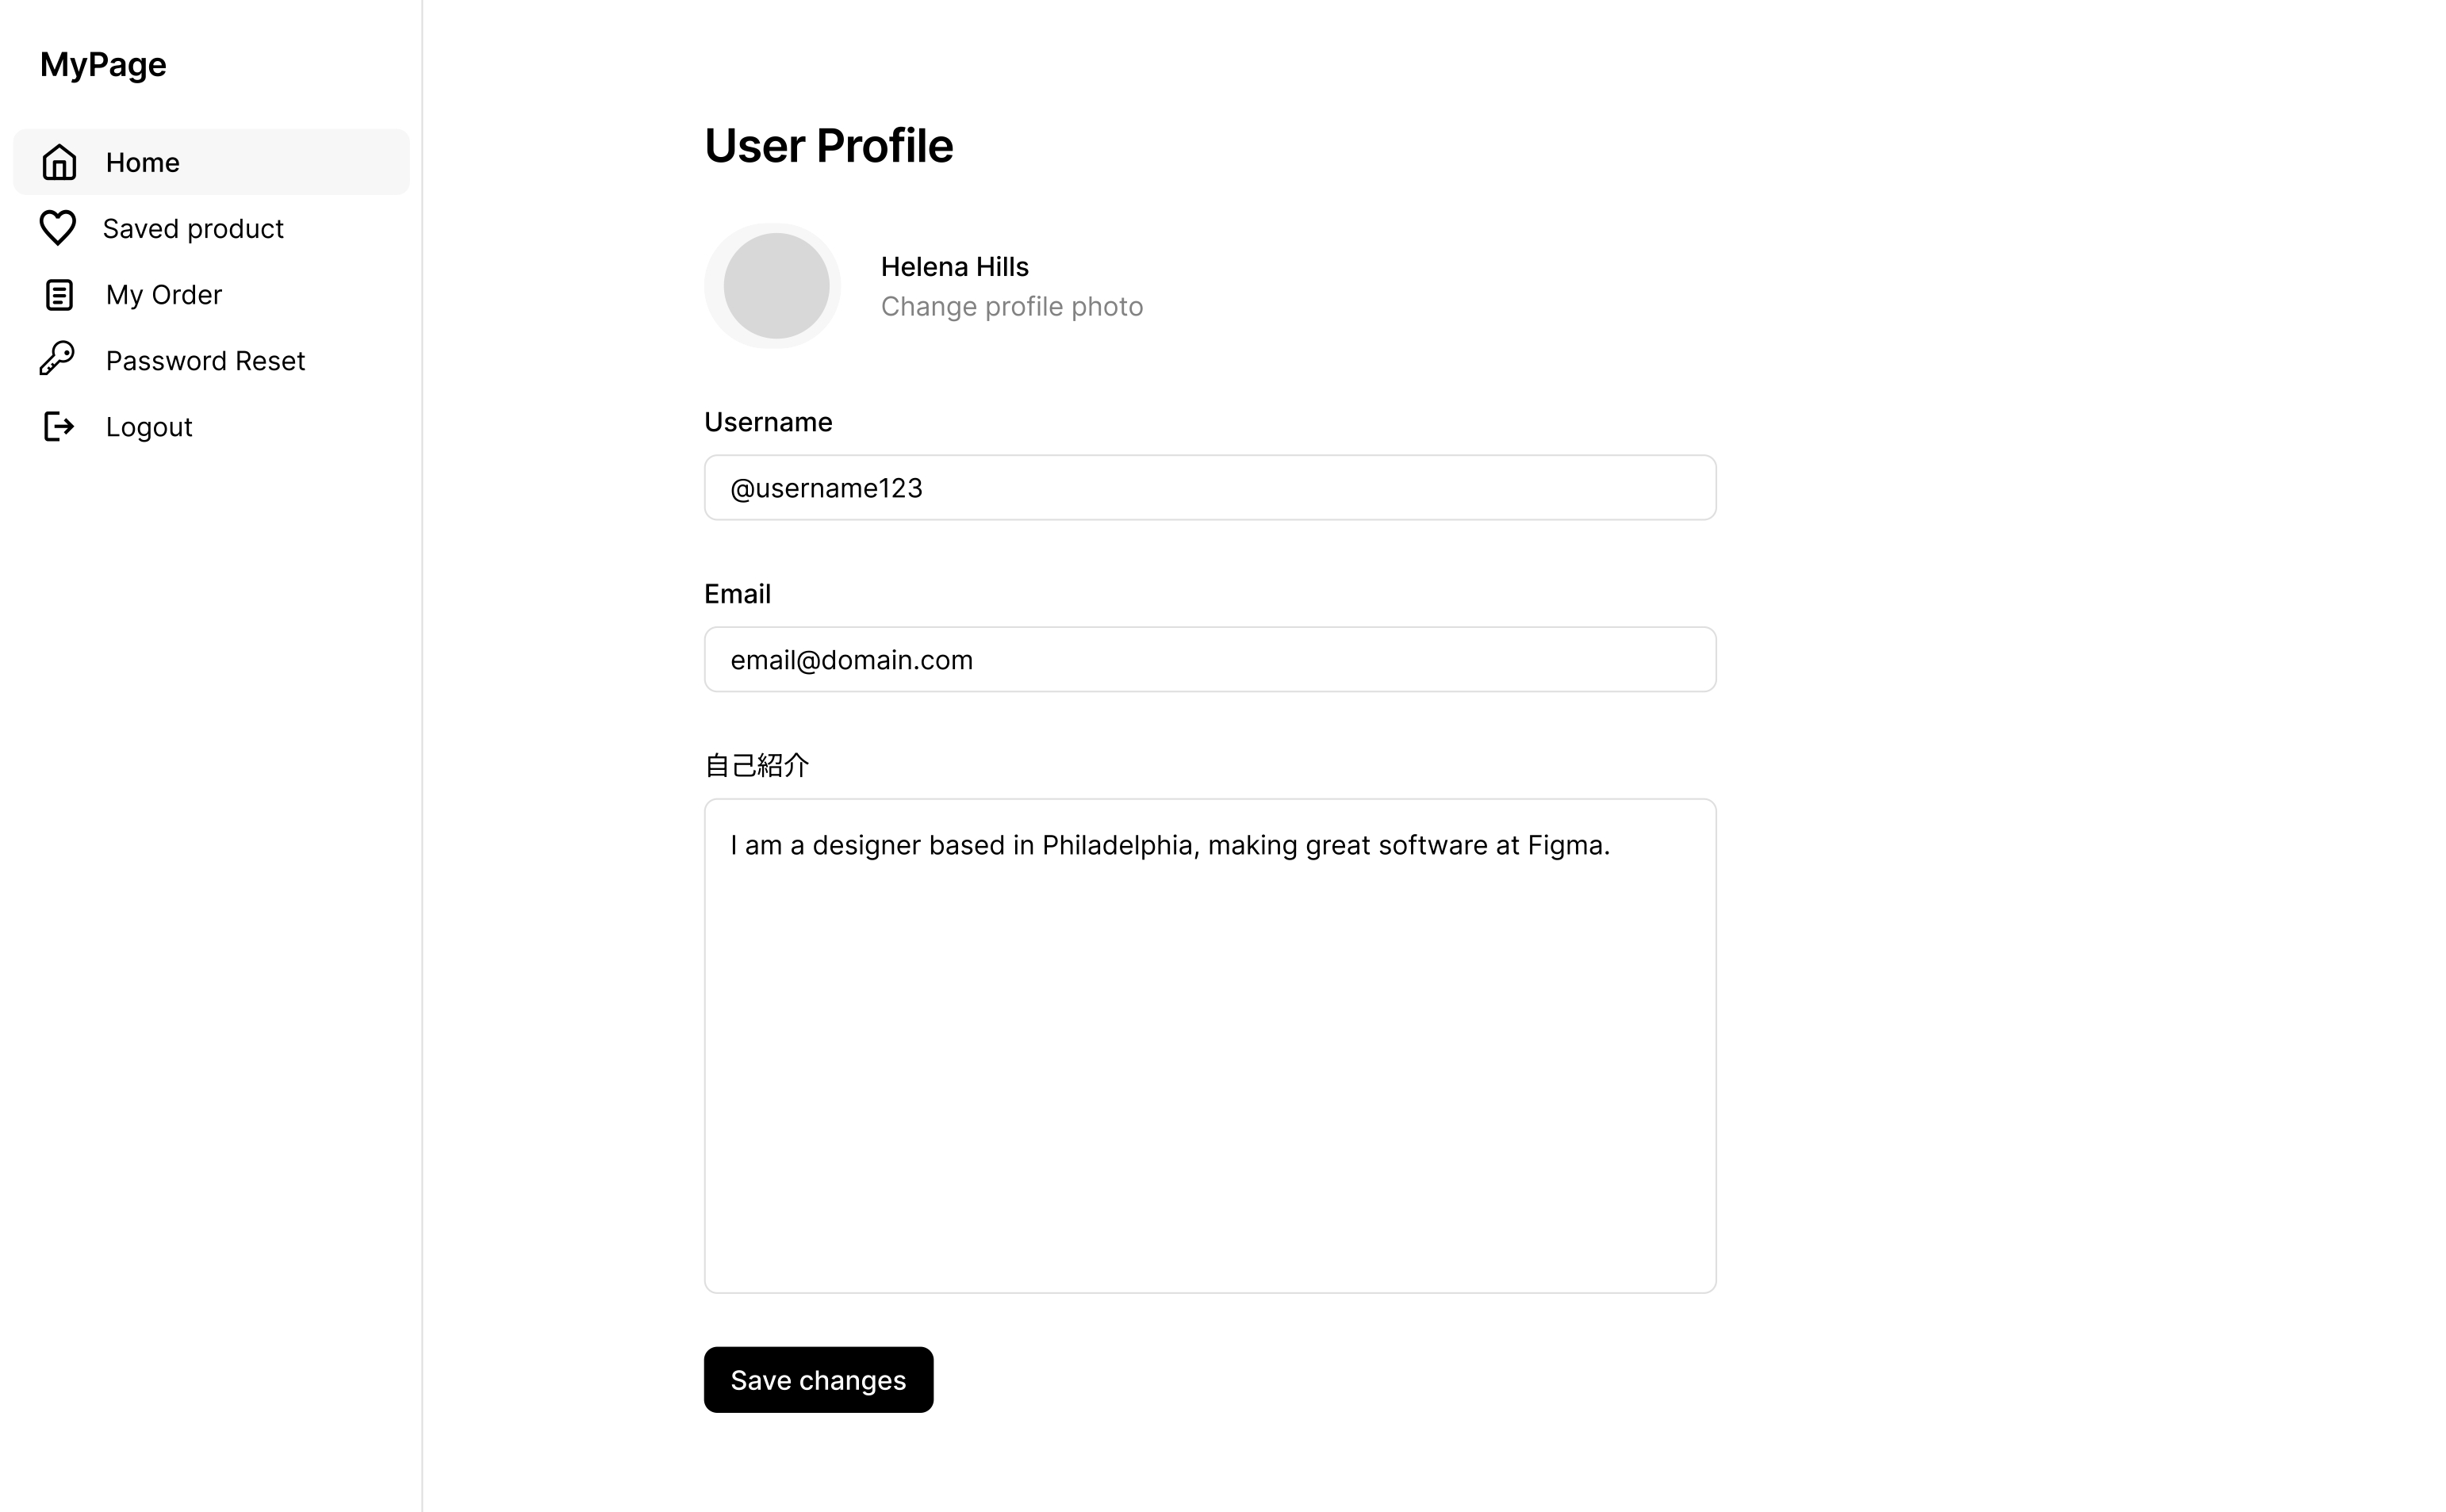 MyPage
Home
Saved product
My Order
Password Reset
Logout
User Profile
Helena Hills
Change profile photo
Username
@username123
Email
email@domain.com
自己紹介
I am a designer based in Philadelphia, making great software at Figma.
Save changes